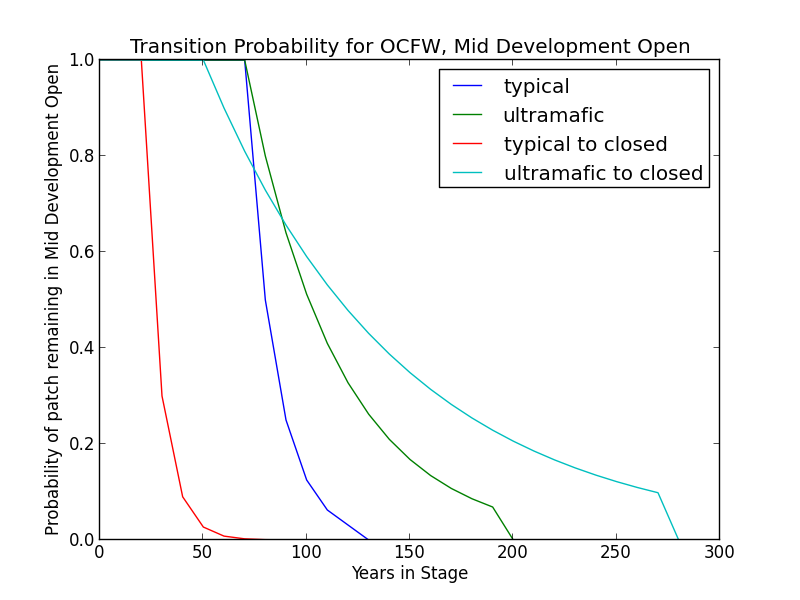 Transition Probability for OCFW, Mid Development Open
Probability of patch remaining in Mid Development Open
1.0
0.8
0.6
0.4
0.2
0.0
typical
ultramafic
typical to closed
ultramafic to closed
0
50
100
150
200
250
300
Years in Stage